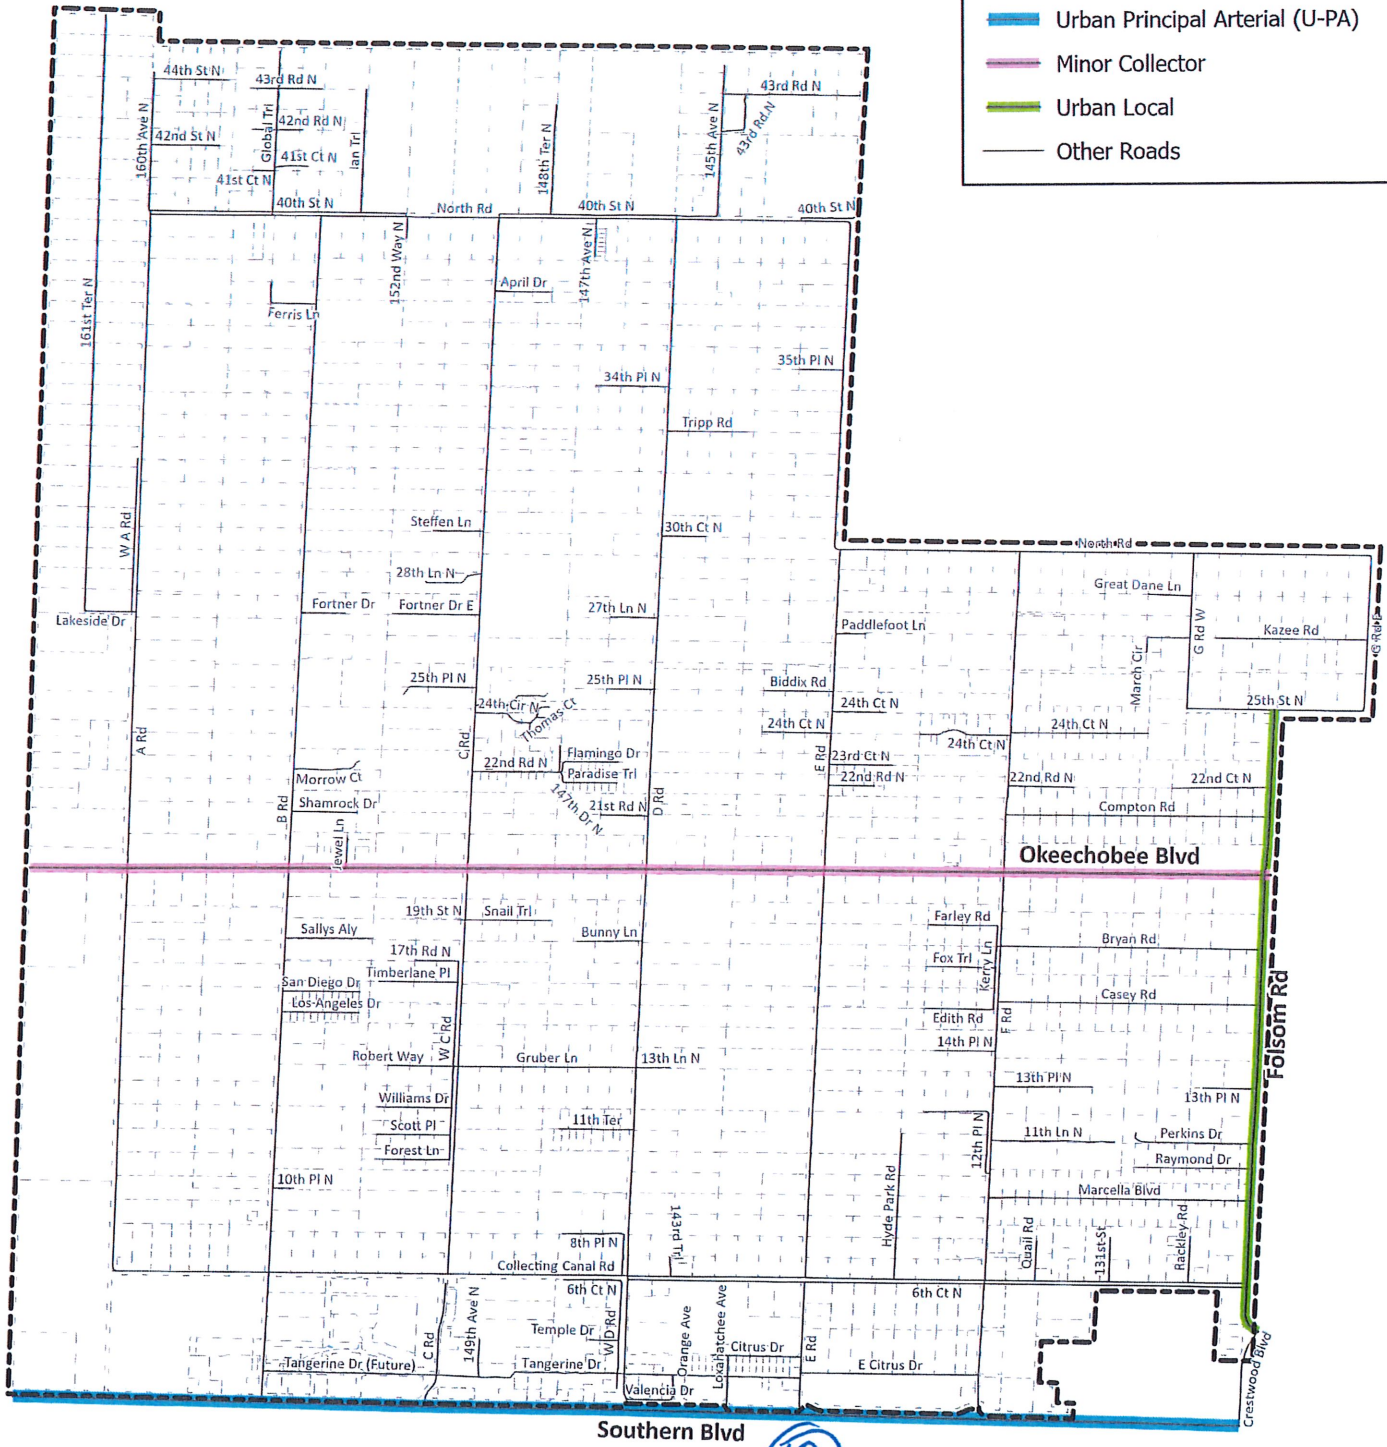 Urban Principal Arterial (U-PA)
Minor Collector
Urban Local
Other Roads
44th St N
43rd Rd N
43rd Rd N
160th Ave N
42nd St N
Global Trl
42nd Rd N
Ian Trl
41st Ct N
41st Ct N
148th Ter N
145th Ave N
43rd Rd N
40th St N
North Rd
40th St N
40th St N
161st Ter N
152nd Way N
147th Ave N
April Dr
Ferris Ln
35th Pl N
34th Pl N
Tripp Rd
W A Rd
Steffen Ln
30th Ct N
North Rd
28th Ln N
Great Dane Ln
Fortner Dr
Fortner Dr E
27th Ln N
Lakeside Dr
Paddlefoot Ln
G Rd W
Kazee Rd
G Rd E
March Cir
25th Pl N
25th Pl N
Biddix Rd
24th Cir N
Thomas Ct
24th Ct N
25th St N
24th Ct N
24th Ct N
24th Ct N
A Rd
C Rd
Flamingo Dr
E Rd
23rd Ct N
22nd Rd N
Paradise Trl
Morrow Ct
22nd Rd N
22nd Rd N
22nd Ct N
147th Dr N
B Rd
Shamrock Dr
21st Rd N
D Rd
Compton Rd
Jewel Ln
Okeechobee Blvd
19th St N
Snail Trl
Farley Rd
Sallys Aly
Bunny Ln
Bryan Rd
17th Rd N
Fox Trl
Kerry Ln
Timberlane Pl
San Diego Dr
Los Angeles Dr
Casey Rd
Folsom Rd
Edith Rd
F Rd
W C Rd
14th Pl N
Robert Way
Gruber Ln
13th Ln N
13th Pl N
13th Pl N
Williams Dr
Scott Pl
11th Ter
12th Pl N
11th Ln N
Perkins Dr
Forest Ln
Raymond Dr
10th Pl N
Hyde Park Rd
Marcella Blvd
143rd Trl
Quail Rd
131st St
Rackley Rd
8th Pl N
Collecting Canal Rd
6th Ct N
6th Ct N
149th Ave N
Temple Dr
W D Rd
Orange Ave
Loxahatchee Ave
C Rd
Citrus Dr
E Rd
Tangerine Dr (Future)
Tangerine Dr
E Citrus Dr
Crestwood Blvd
Valencia Dr
Southern Blvd